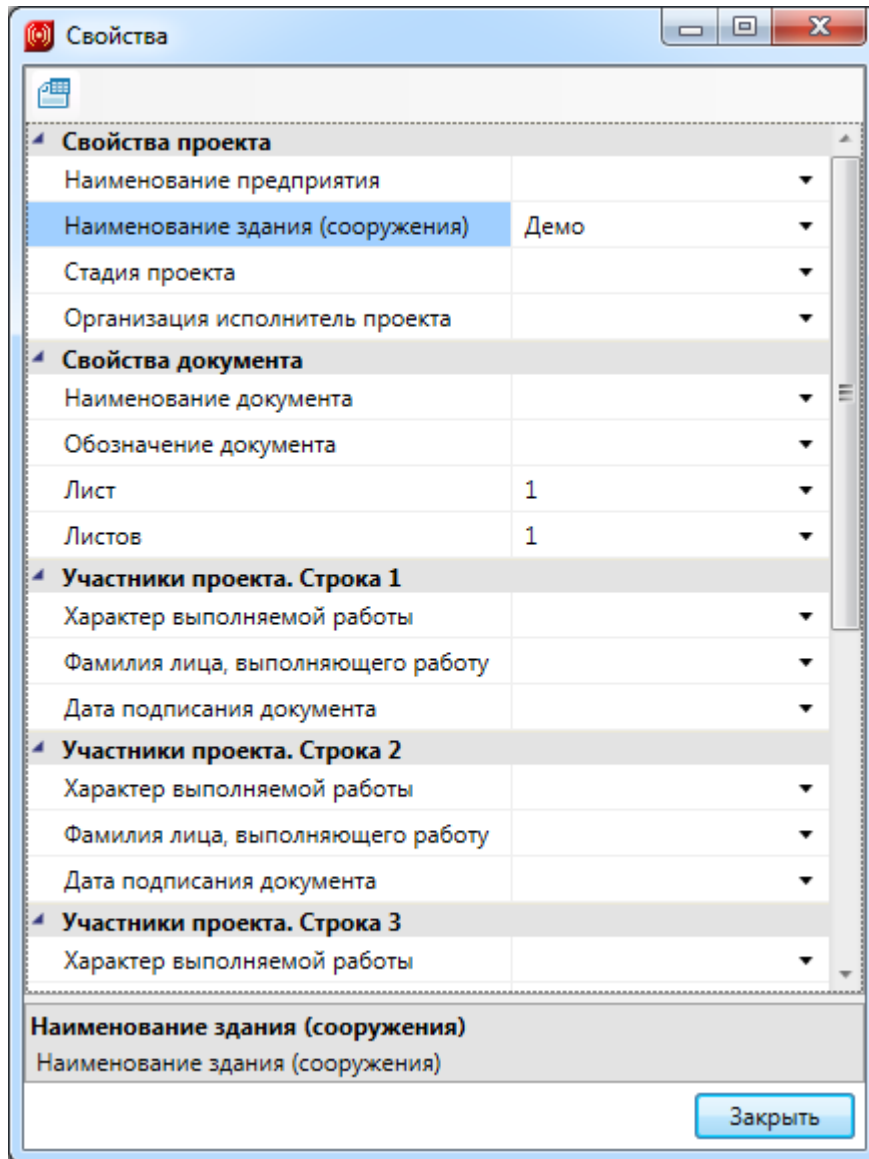 Свойства
Свойства проекта
Наименование предприятия
Наименование здания (сооружения) Демо
Стадия проекта
Организация исполнитель проекта
Свойства документа
Наименование документа
Обозначение документа
Лист 1
Листов 1
Участники проекта. Строка 1
Характер выполняемой работы
Фамилия лица, выполняющего работу
Дата подписания документа
Участники проекта. Строка 2
Характер выполняемой работы
Фамилия лица, выполняющего работу
Дата подписания документа
Участники проекта. Строка 3
Характер выполняемой работы
Наименование здания (сооружения)
Наименование здания (сооружения)
Закрыть